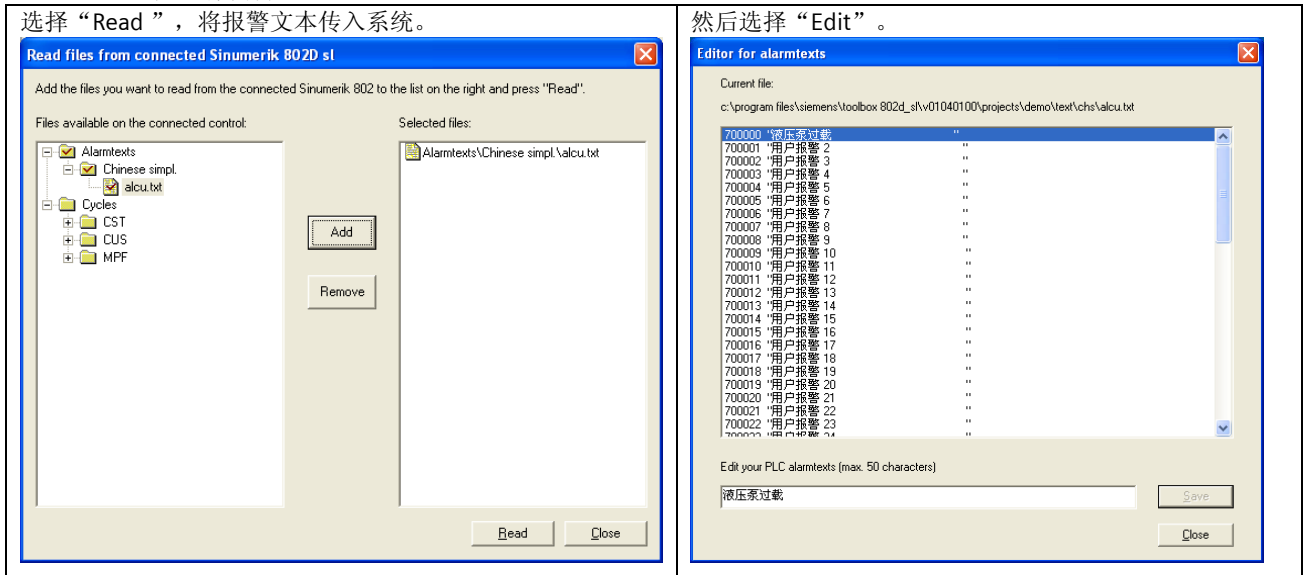 选择“Read ”，将报警文本传入系统。
Read files from connected Sinumerik 802D sl
Add the files you want to read from the connected Sinumerik 802 to the list on the right and press "Read".
Files available on the connected control:
Selected files:
Alarmtexts
Chinese simpl.
alcu.txt
Cycles
CST
CUS
MPF
Add
Remove
Alarmtexts\Chinese simpl.\alcu.txt
Read
Close
然后选择“Edit”。
Editor for alarmtexts
Current file:
c:\program files\siemens\toolbox 802d_sl\v01040100\projects\demo\text\chs\alcu.txt
700000 "液压泵过载 "
700001 "用户报警 2 "
700002 "用户报警 3 "
700003 "用户报警 4 "
700004 "用户报警 5 "
700005 "用户报警 6 "
700006 "用户报警 7 "
700007 "用户报警 8 "
700008 "用户报警 9 "
700009 "用户报警 10 "
700010 "用户报警 11 "
700011 "用户报警 12 "
700012 "用户报警 13 "
700013 "用户报警 14 "
700014 "用户报警 15 "
700015 "用户报警 16 "
700016 "用户报警 17 "
700017 "用户报警 18 "
700018 "用户报警 19 "
700019 "用户报警 20 "
700020 "用户报警 21 "
700021 "用户报警 22 "
700022 "用户报警 23 "
Edit your PLC alarmtexts (max. 50 characters)
液压泵过载
Save
Close